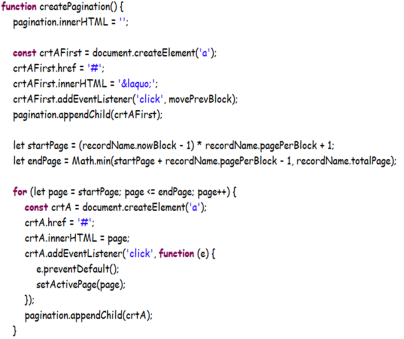 function createPagination() {
pagination.innerHTML = '';
const crtAFirst = document.createElement('a');
crtAFirst.href = '#';
crtAFirst.innerHTML = '&laquo;';
crtAFirst.addEventListener('click', movePrevBlock);
pagination.appendChild(crtAFirst);
let startPage = (recordName.nowBlock - 1) * recordName.pagePerBlock + 1;
let endPage = Math.min(startPage + recordName.pagePerBlock - 1, recordName.totalPage);
for (let page = startPage; page <= endPage; page++) {
const crtA = document.createElement('a');
crtA.href = '#';
crtA.innerHTML = page;
crtA.addEventListener('click', function (e) {
e.preventDefault();
setActivePage(page);
});
pagination.appendChild(crtA);
}